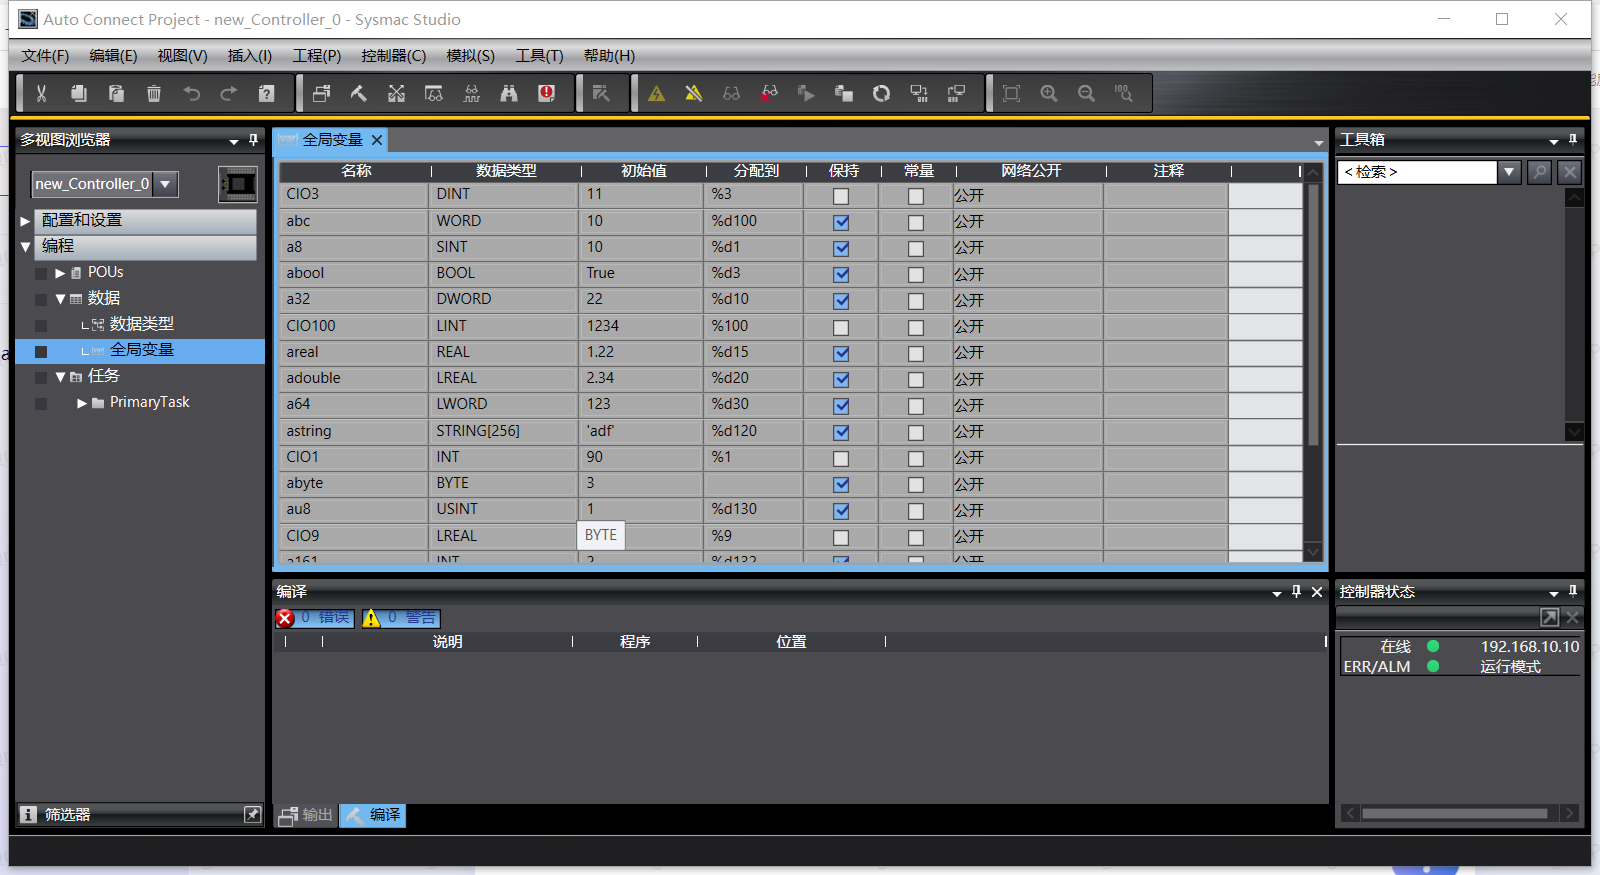 Auto Connect Project - new_Controller_0 - Sysmac Studio
文件(F) 编辑(E) 视图(V) 插入(I) 工程(P) 控制器(C) 模拟(S) 工具(T) 帮助(H)
多视图浏览器
new_Controller_0
配置和设置
编程
POUs
数据
数据类型
全局变量
任务
PrimaryTask
筛选器
全局变量
名称 数据类型 初始值 分配到 保持 常量 网络公开 注释
CIO3 DINT 11 %3 公开
abc WORD 10 %d100 公开
a8 SINT 10 %d1 公开
abool BOOL True %d3 公开
a32 DWORD 22 %d10 公开
CIO100 LINT 1234 %100 公开
areal REAL 1.22 %d15 公开
adouble LREAL 2.34 %d20 公开
a64 LWORD 123 %d30 公开
astring STRING[256] 'adf' %d120 公开
CIO1 INT 90 %1 公开
abyte BYTE 3 公开
au8 USINT 1 %d130 公开
CIO9 LREAL BYTE %9 公开
a161 INT 2 %d132 公开
编译
0 错误 0 警告
说明 程序 位置
输出 编译
工具箱
<检索>
控制器状态
在线 192.168.10.10
ERR/ALM 运行模式